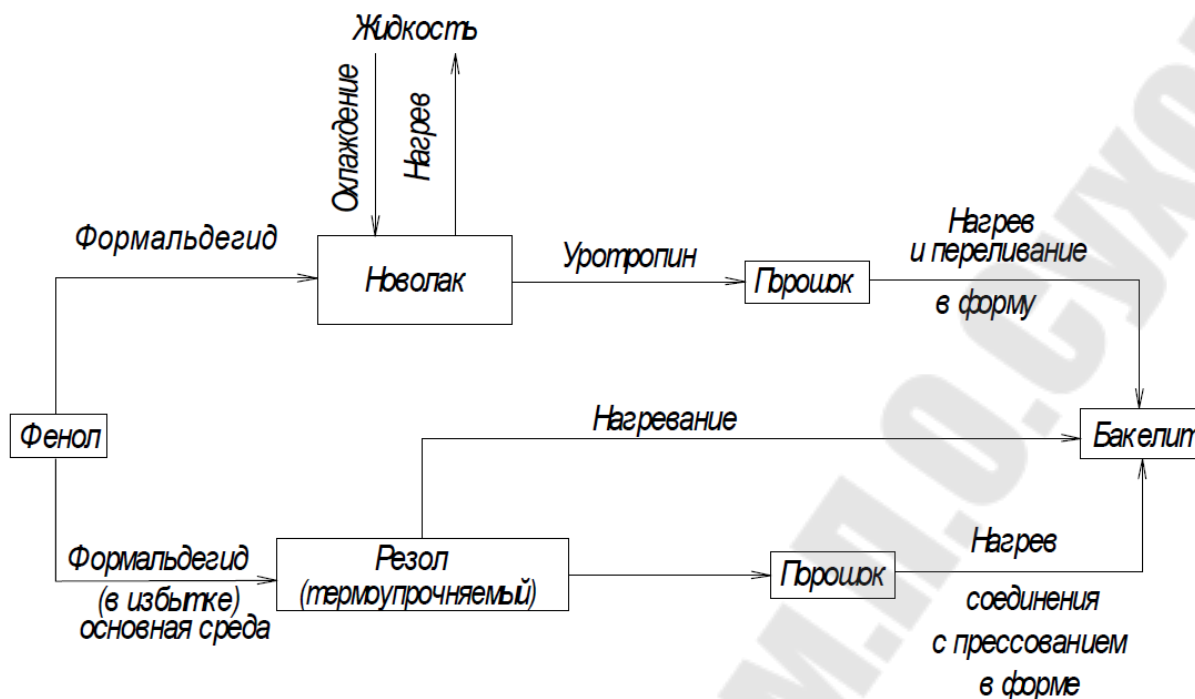 Жидкость
Охлаждение
Нагрев
Формальдегид
Новолак
Уротропин
Порошок
Нагрев
и переливание
в форму
Фенол
Нагревание
Бакелит
Формальдегид
(в избытке)
основная среда
Резол
(термоупрочняемый)
Порошок
Нагрев
соединения
с прессованием
в форме